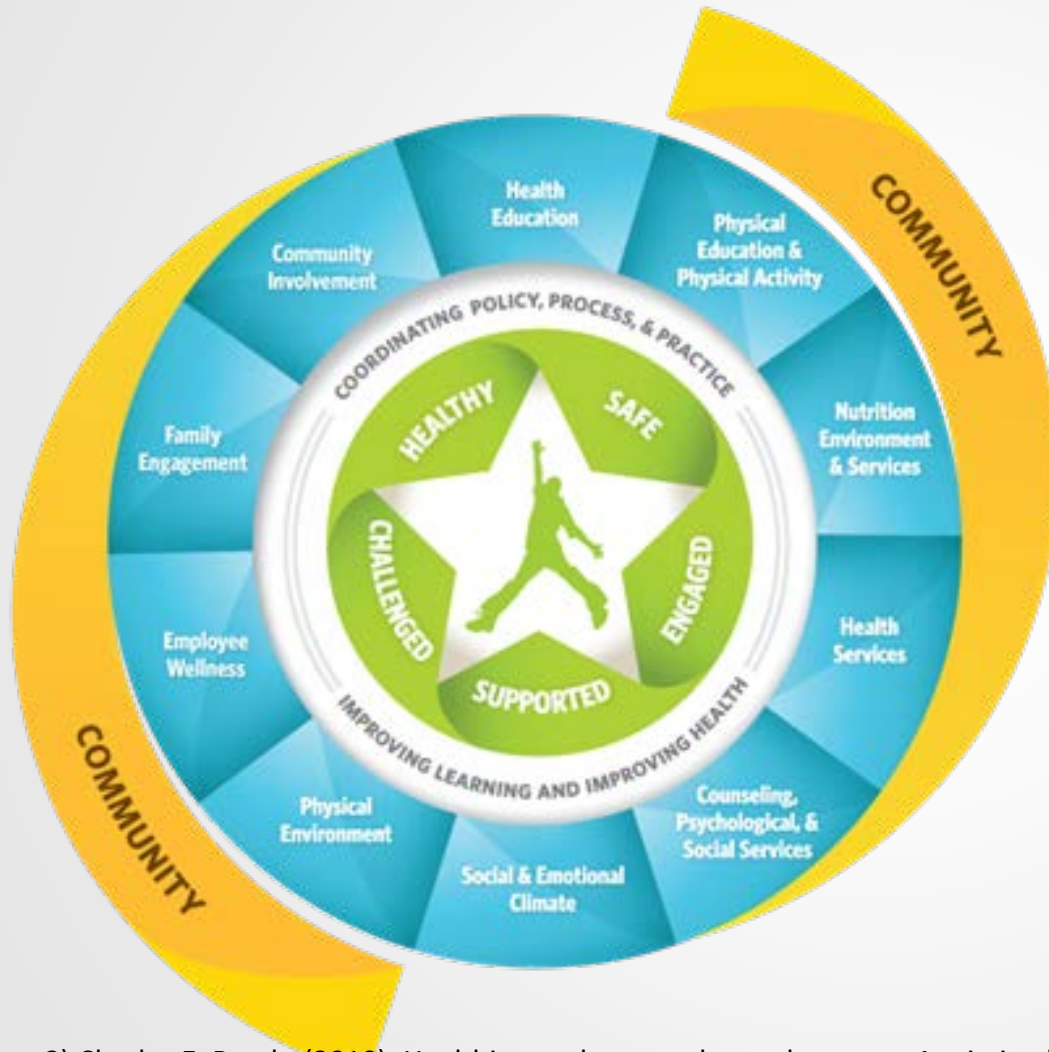 COMMUNITY
Health
Education
Physical
Education &
Physical Activity
Nutrition
Environment
& Services
Health
Services
Counseling,
Psychological, &
Social Services
Social & Emotional
Climate
Physical
Environment
Employee
Wellness
Family
Engagement
Community
Involvement
COORDINATING POLICY, PROCESS, & PRACTICE
IMPROVING LEARNING AND IMPROVING HEALTH
HEALTHY
SAFE
ENGAGED
SUPPORTED
CHALLENGED
COMMUNITY